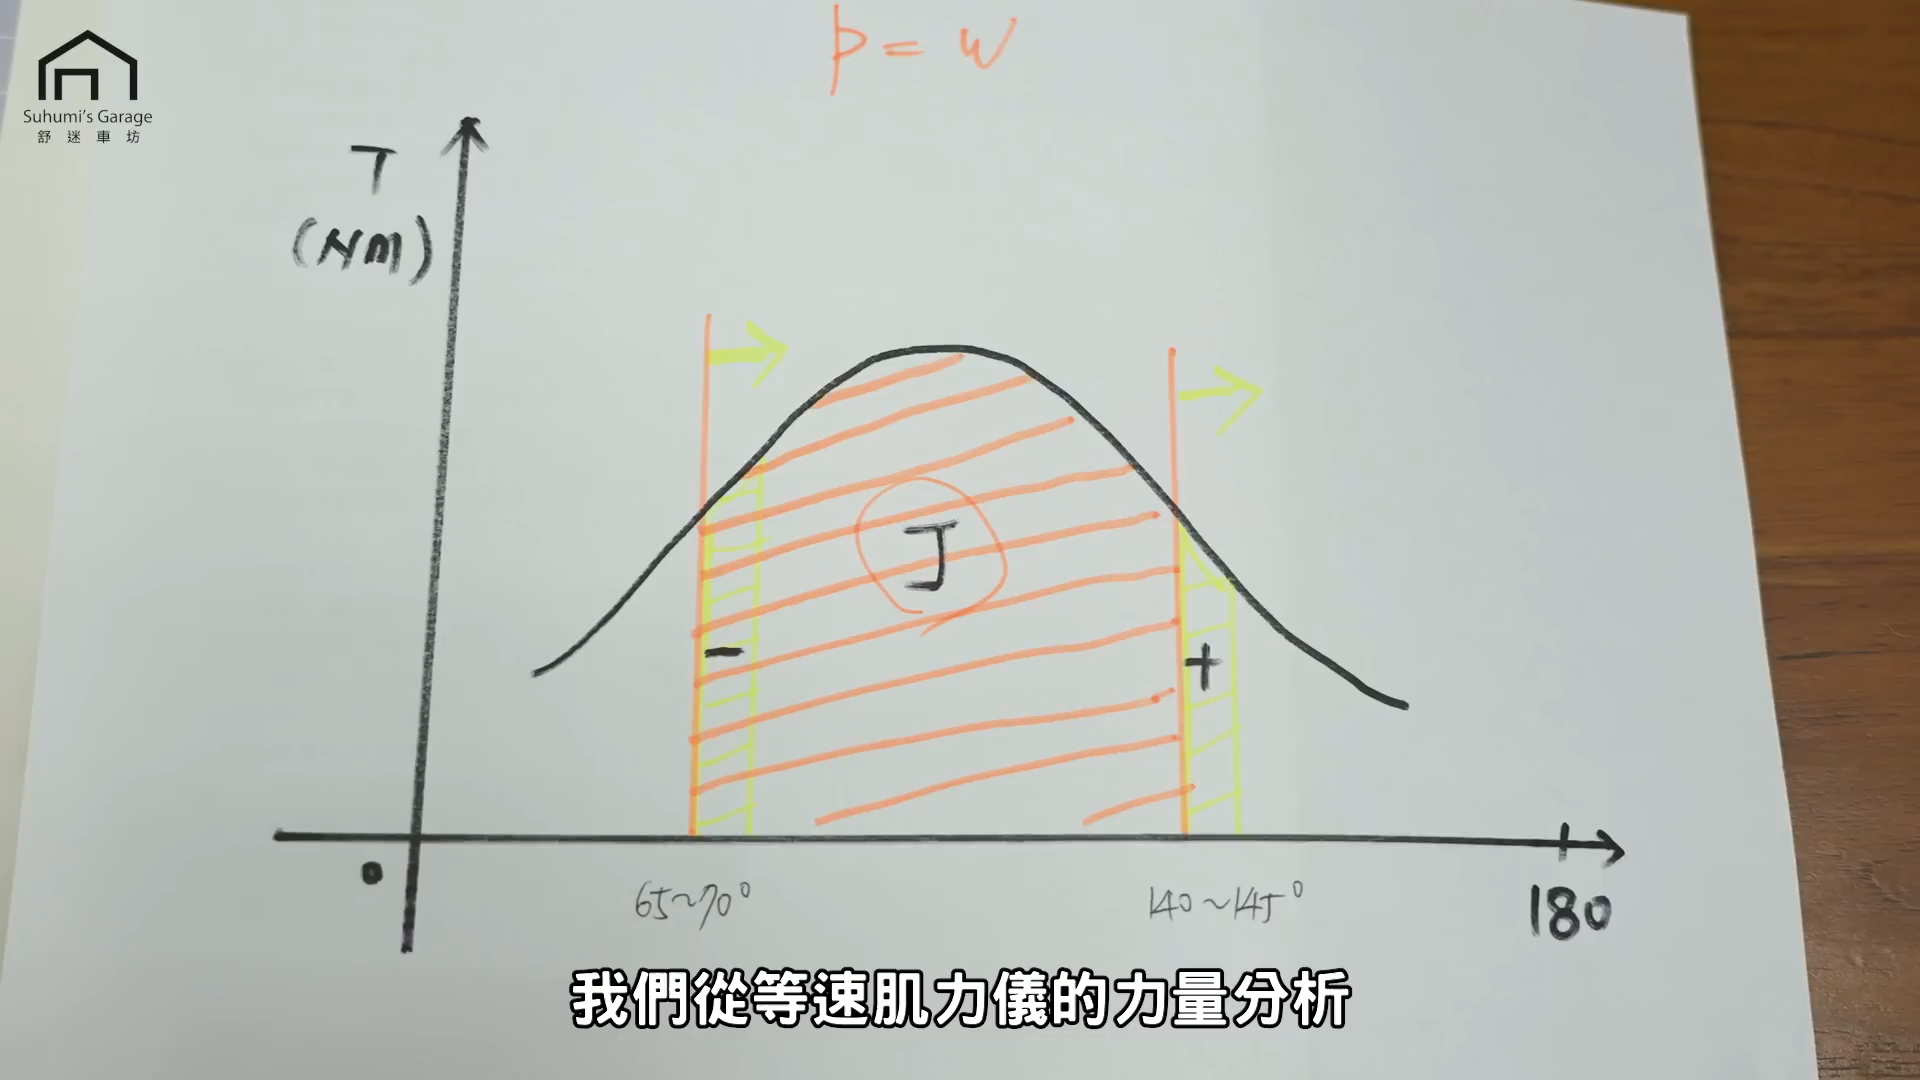 Suhumi's Garage
舒迷車坊
P = W
T
(NM)
J
-
+
0
65~70°
140~145°
180
我們從等速肌力儀的力量分析